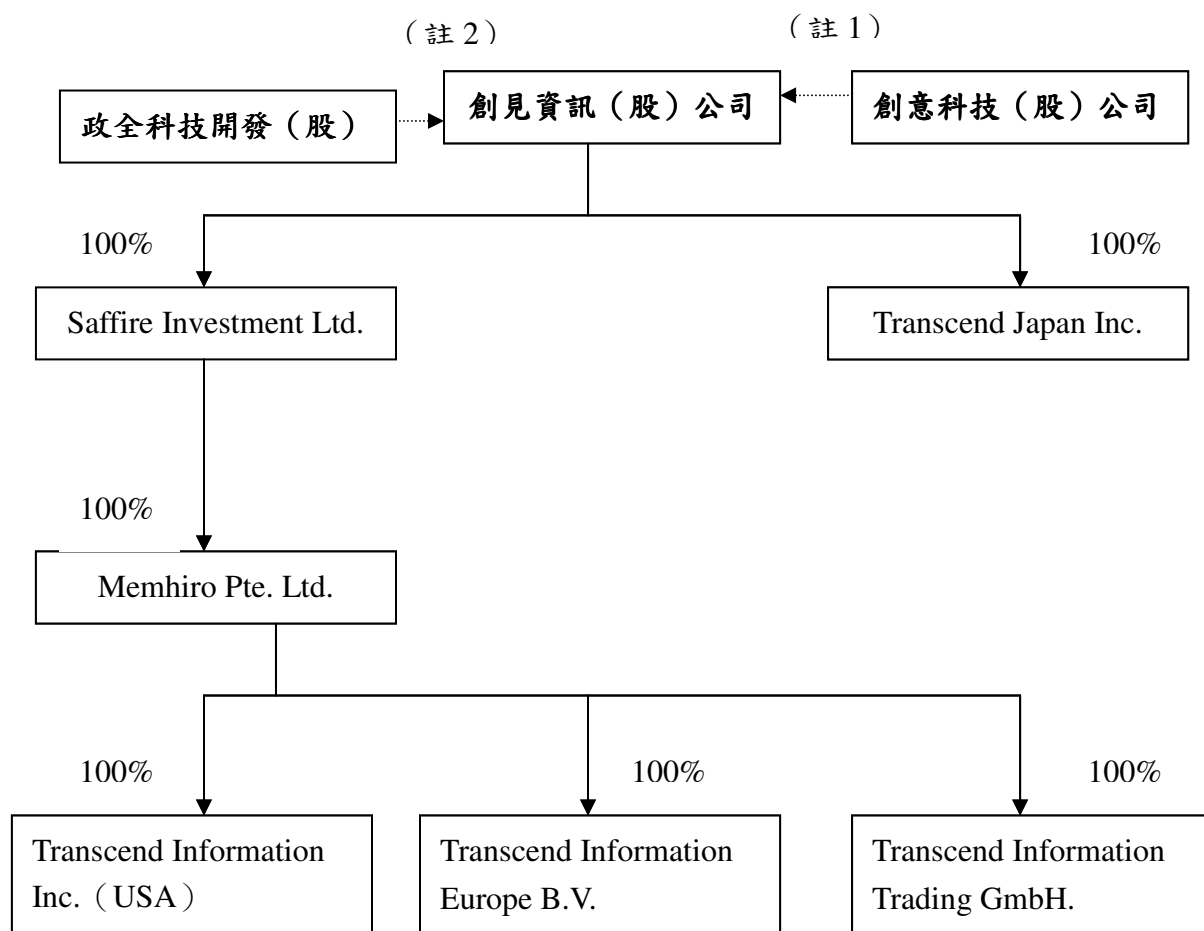 （註 2）
（註 1）
政全科技開發（股）
創見資訊（股）公司
創意科技（股）公司
100%
100%
Saffire Investment Ltd.
Transcend Japan Inc.
100%
Memhiro Pte. Ltd.
100%
100%
100%
Transcend Information
Inc.（USA）
Transcend Information
Europe B.V.
Transcend Information
Trading GmbH.